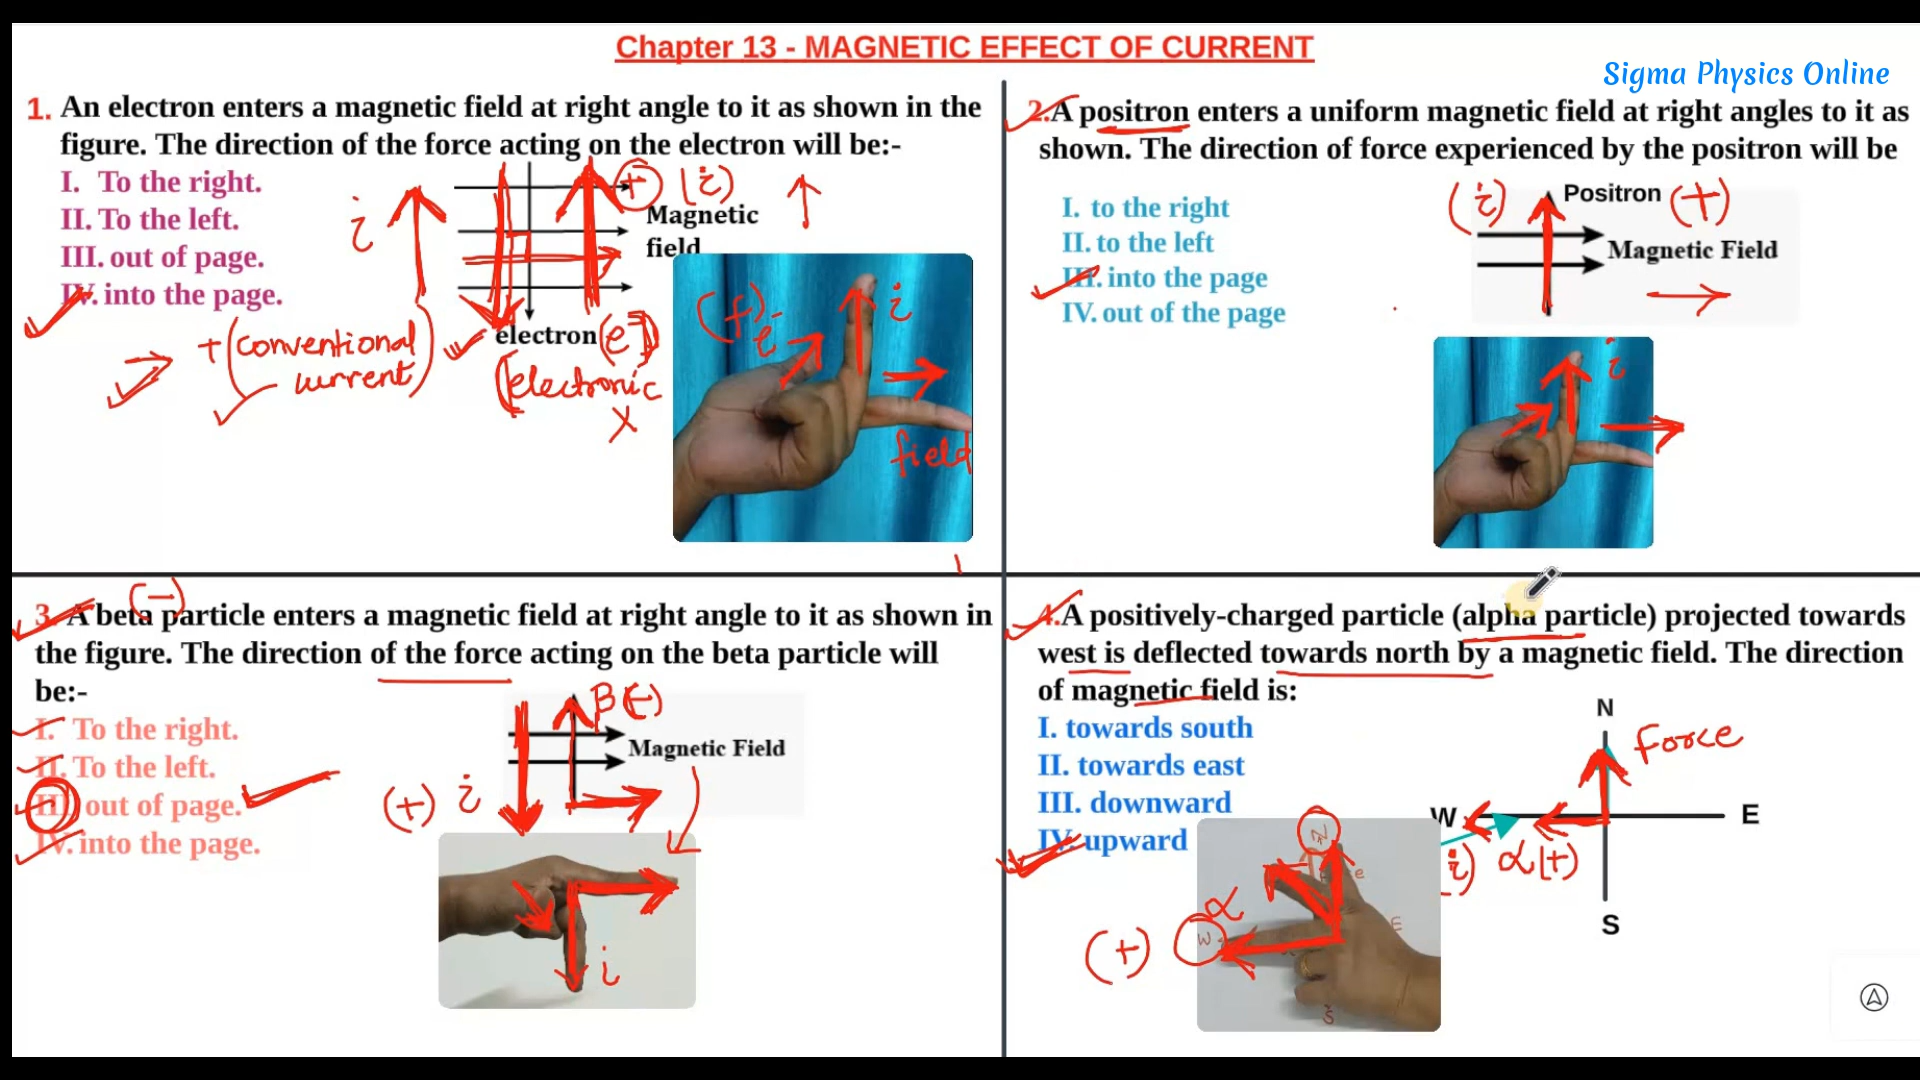 Chapter 13 - MAGNETIC EFFECT OF CURRENT
Sigma Physics Online
1. An electron enters a magnetic field at right angle to it as shown in the
figure. The direction of the force acting on the electron will be:-
I. To the right.
II. To the left.
III. out of page.
IV. into the page.
i
+ (i)
Magnetic
field
electron (e⁻)
+ (conventional
current)
(electronic
X
(f) e⁻
i
field
2. A positron enters a uniform magnetic field at right angles to it as
shown. The direction of force experienced by the positron will be
I. to the right
II. to the left
III. into the page
IV. out of the page
(i)
Positron (+)
Magnetic Field
i
(-)
3. A beta particle enters a magnetic field at right angle to it as shown in
the figure. The direction of the force acting on the beta particle will
be:-
I. To the right.
II. To the left.
III. out of page.
IV. into the page.
β(-)
Magnetic Field
(+) i
i
4. A positively-charged particle (alpha particle) projected towards
west is deflected towards north by a magnetic field. The direction
of magnetic field is:
I. towards south
II. towards east
III. downward
IV. upward
N
Force
W
E
(i) α(+)
S
N
α
(+) W
E
S